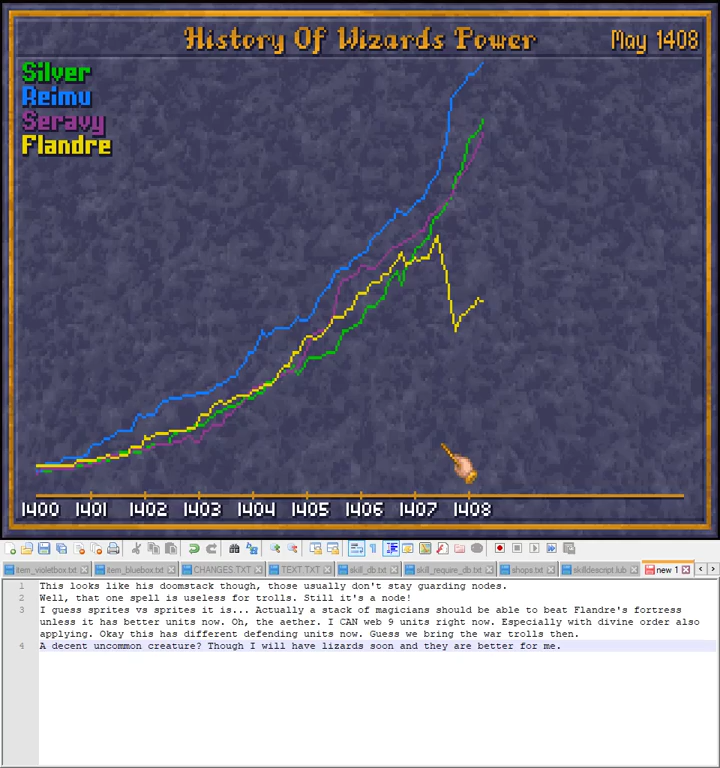 History Of Wizards Power
May 1408
Silver
Reimu
Seravy
Flandre
1400 1401 1402 1403 1404 1405 1406 1407 1408
item_violetbox.txt item_bluebox.txt CHANGES.TXT TEXT.TXT skill_db.txt skill_require_db.txt shops.txt skilldescript.lub new 1
1 This looks like his doomstack though, those usually don't stay guarding nodes.
2 Well, that one spell is useless for trolls. Still it's a node!
3 I guess sprites vs sprites it is... Actually a stack of magicians should be able to beat Flandre's fortress
unless it has better units now. Oh, the aether. I CAN web 9 units right now. Especially with divine order also
applying. Okay this has different defending units now. Guess we bring the war trolls then.
4 A decent uncommon creature? Though I will have lizards soon and they are better for me.